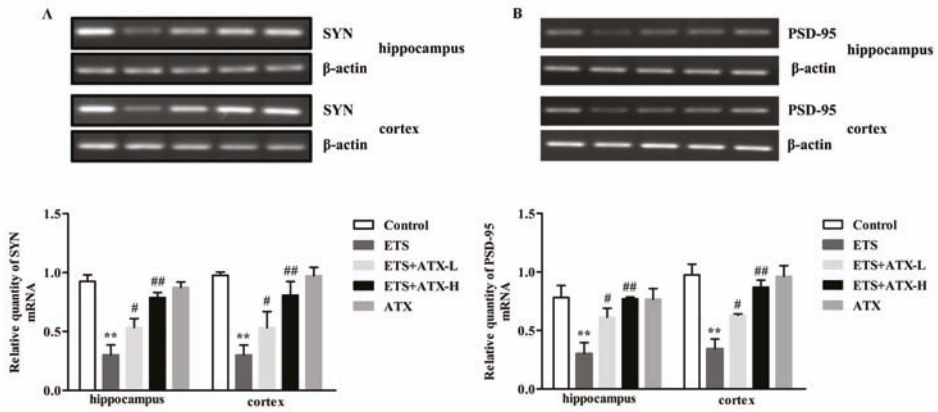 A
SYN
hippocampus
β-actin
SYN
cortex
β-actin
B
PSD-95
hippocampus
β-actin
PSD-95
cortex
β-actin
Relative quantity of SYN
mRNA
1.5
1.0
0.5
0.0
**
#
##
**
#
##
hippocampus
cortex
Control
ETS
ETS+ATX-L
ETS+ATX-H
ATX
Relative quantity of PSD-95
mRNA
1.5
1.0
0.5
0.0
**
#
##
**
#
##
hippocampus
cortex
Control
ETS
ETS+ATX-L
ETS+ATX-H
ATX